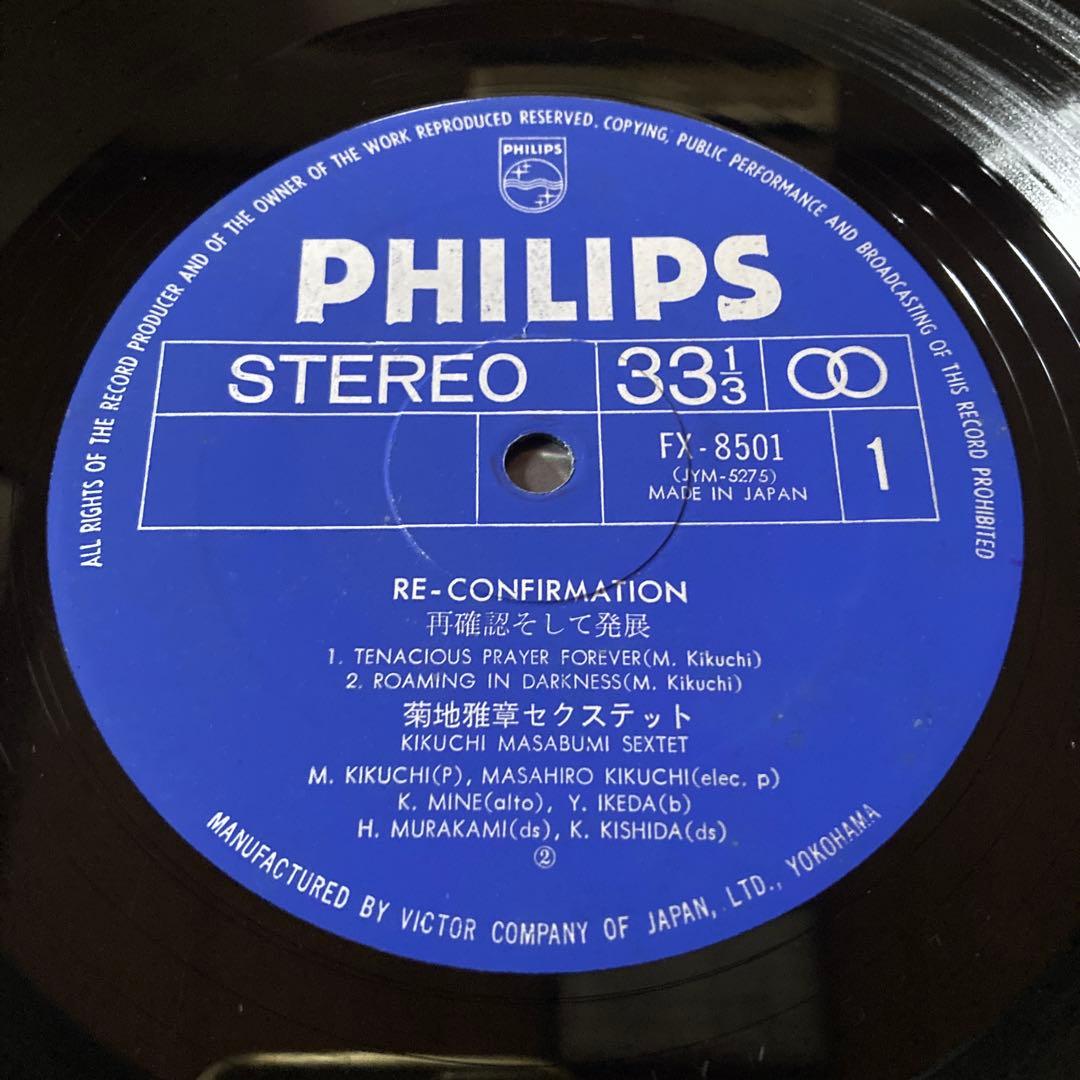 ALL RIGHTS OF THE RECORD PRODUCER AND OF THE OWNER OF THE WORK REPRODUCED RESERVED. COPYING, PUBLIC PERFORMANCE AND BROADCASTING OF THIS RECORD PROHIBITED
PHILIPS
PHILIPS
STEREO 33 1/3
FX-8501
(JYM-5275)
MADE IN JAPAN
1
RE-CONFIRMATION
再確認そして発展
1. TENACIOUS PRAYER FOREVER(M. Kikuchi)
2. ROAMING IN DARKNESS(M. Kikuchi)
菊地雅章セクステット
KIKUCHI MASABUMI SEXTET
M. KIKUCHI(P), MASAHIRO KIKUCHI(elec. p)
K. MINE(alto), Y. IKEDA(b)
H. MURAKAMI(ds), K. KISHIDA(ds)
②
MANUFACTURED BY VICTOR COMPANY OF JAPAN, LTD., YOKOHAMA